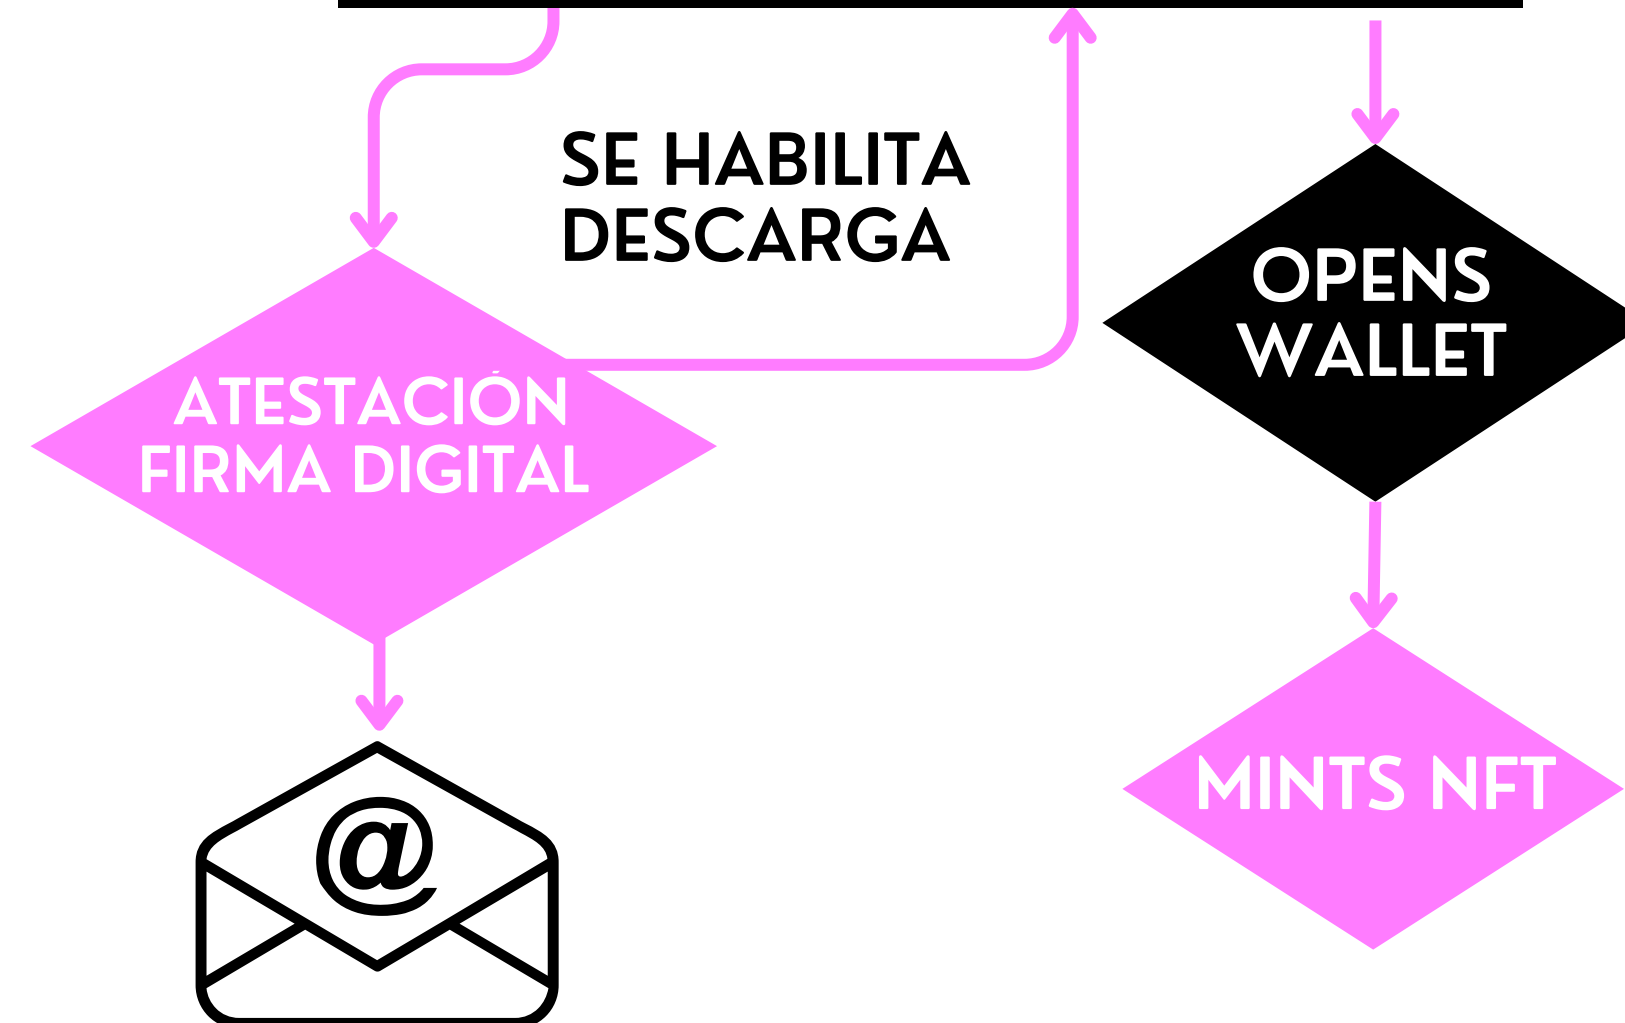 SE HABILITA
DESCARGA
OPENS
WALLET
ATESTACIÓN
FIRMA DIGITAL
MINTS NFT
@